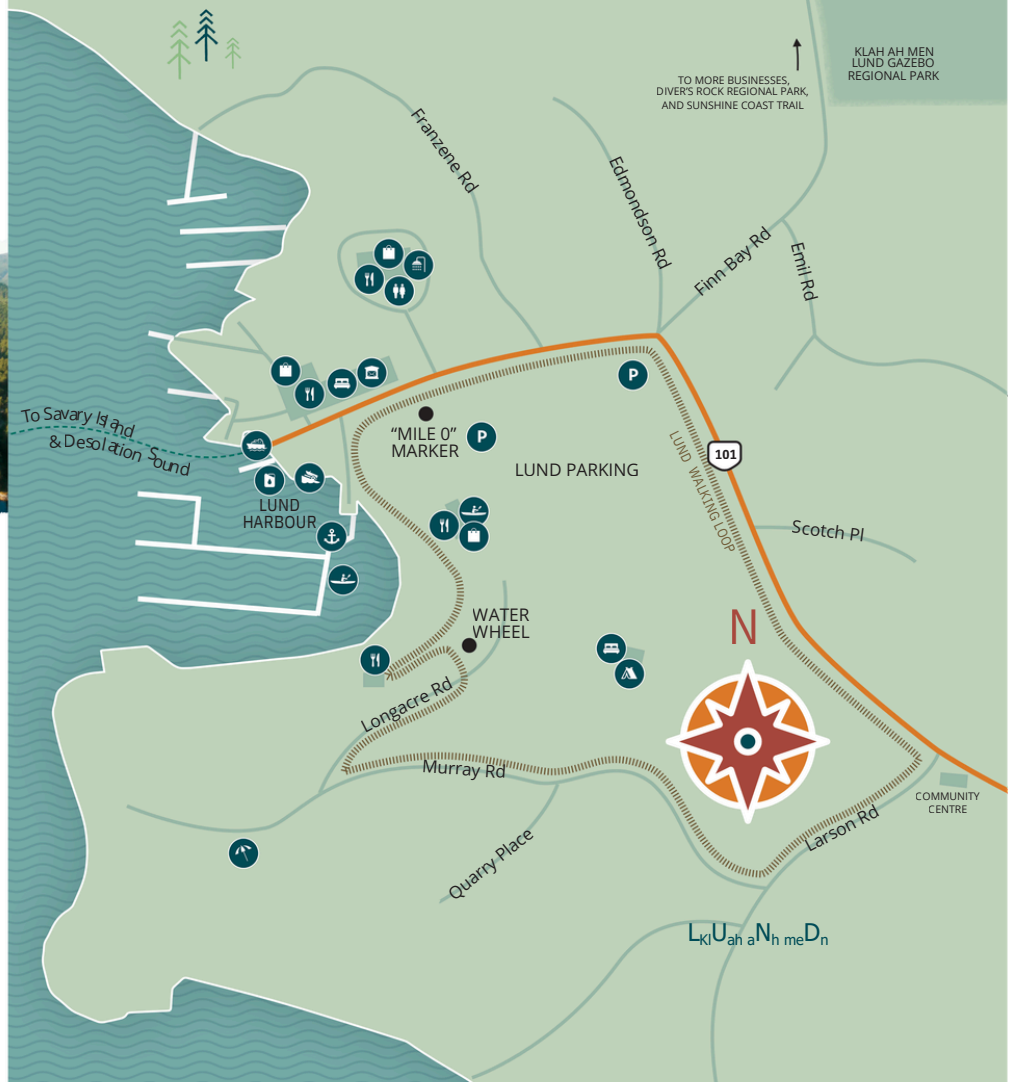 KLAH AH MEN
LUND GAZEBO
REGIONAL PARK
TO MORE BUSINESSES,
DIVER'S ROCK REGIONAL PARK,
AND SUNSHINE COAST TRAIL
Franzene Rd
Edmondson Rd
Finn Bay Rd
Emil Rd
P
"MILE 0"
MARKER
P
LUND PARKING
101
LUND WALKING LOOP
To Savary Island
& Desolation Sound
LUND
HARBOUR
Scotch Pl
WATER
WHEEL
N
Longacre Rd
Murray Rd
COMMUNITY
CENTRE
Larson Rd
Quarry Place
LKlUah aNh meDn